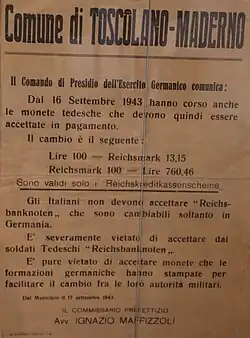 Comune di TOSCOLANO-MADERNO
Il Comando di Presidio dell'Esercito Germanico comunica:
Dal 16 Settembre 1943 hanno corso anche
le monete tedesche che devono quindi essere
accettate in pagamento.
Il cambio è il seguente:
Lire 100 — Reichsmark 13,15
Reichsmark 100 — Lire 760,46
Sono validi solo i "Reichskreditkassenscheine"
Gli Italiani non devono accettare "Reichs-
banknoten" che sono cambiabili soltanto in
Germania.
E' severamente vietato di accettare dai
soldati Tedeschi "Reichsbanknoten".
E' pure vietato di accettare monete che le
formazioni germaniche hanno stampate per
facilitare il cambio fra le loro autorità militari.
Dal Municipio li 17 settembre 1943.
IL COMMISSARIO PREFETTIZIO
Avv. IGNAZIO MAFFIZZOLI